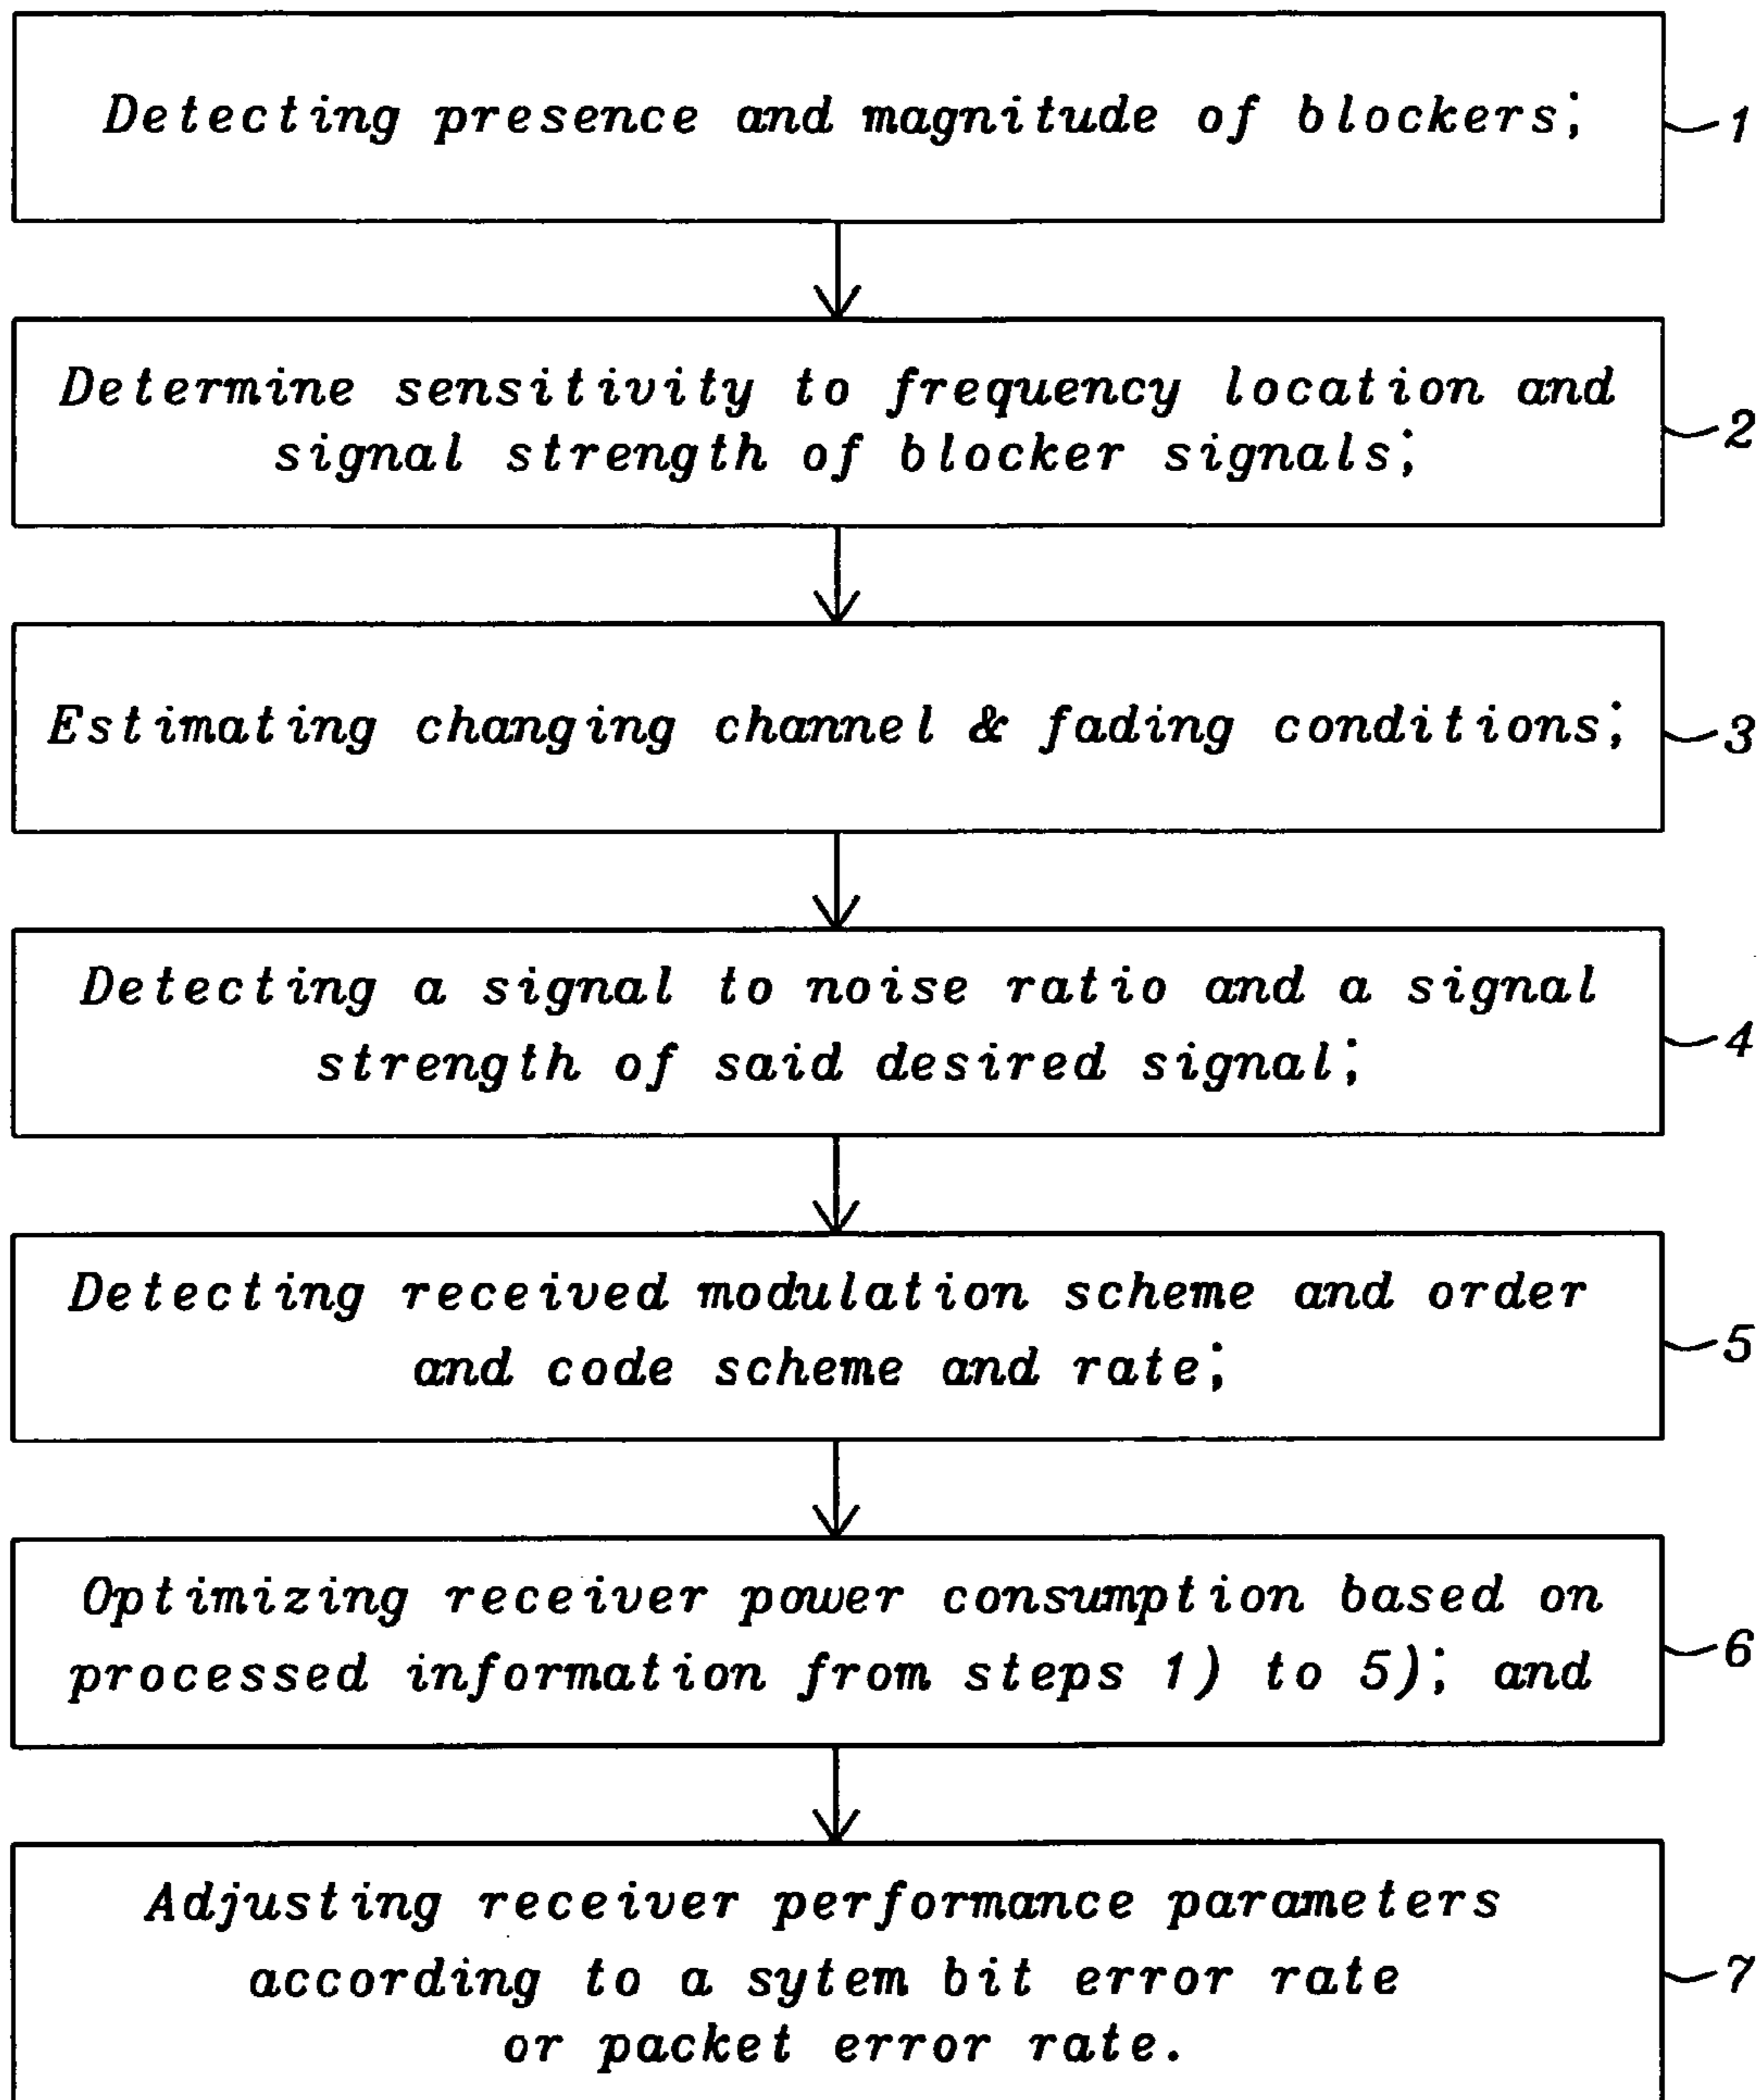 Detecting presence and magnitude of blockers;
1
Determine sensitivity to frequency location and
signal strength of blocker signals;
2
Estimating changing channel & fading conditions;
3
Detecting a signal to noise ratio and a signal
strength of said desired signal;
4
Detecting received modulation scheme and order
and code scheme and rate;
5
Optimizing receiver power consumption based on
processed information from steps 1) to 5); and
6
Adjusting receiver performance parameters
according to a sytem bit error rate
or packet error rate.
7